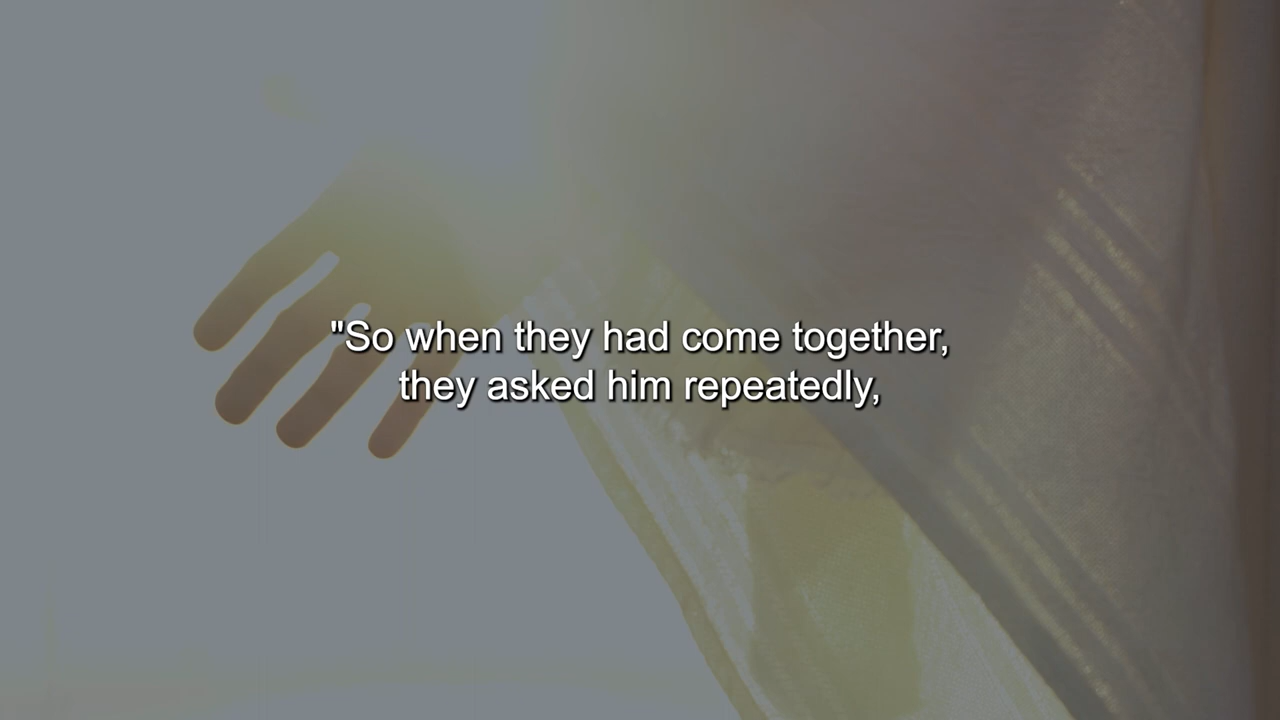 "So when they had come together,
they asked him repeatedly,